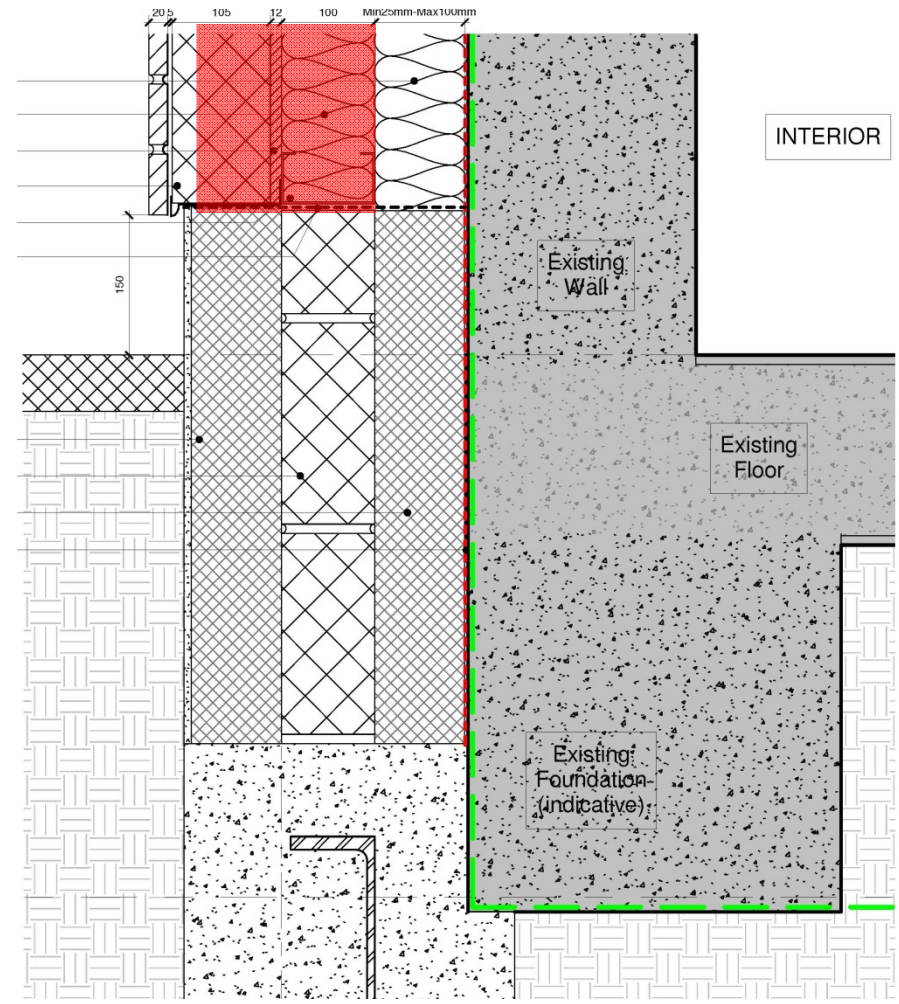 20 5 105 12 100 Min25mm-Max100mm
INTERIOR
Existing
Wall
150
Existing
Floor
Existing
Foundation
(indicative)